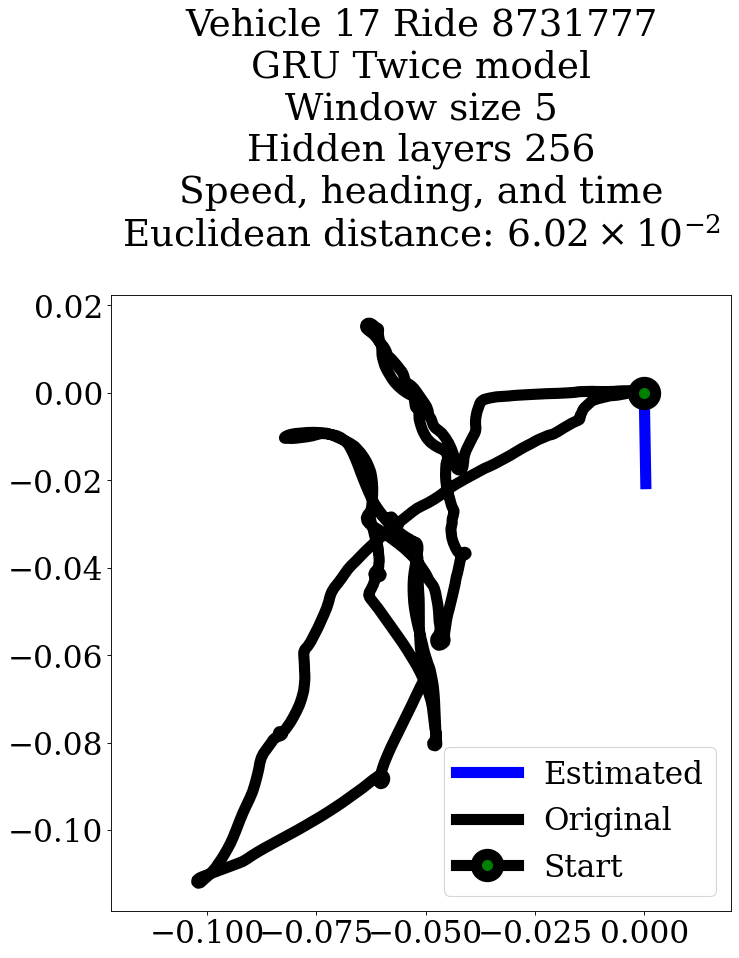 Vehicle 17 Ride 8731777
GRU Twice model
Window size 5
Hidden layers 256
Speed, heading, and time
Euclidean distance: 6.02 × 10⁻²
0.02
0.00
−0.02
−0.04
−0.06
−0.08
−0.10
Estimated
Original
Start
−0.100 −0.075 −0.050 −0.025 0.000